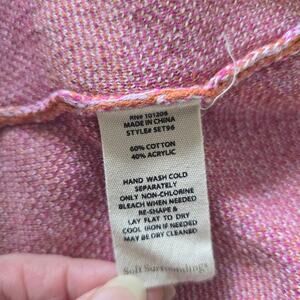 RN# 101206
MADE IN CHINA
STYLE# SET96
60% COTTON
40% ACRYLIC
HAND WASH COLD
SEPARATELY
ONLY NON-CHLORINE
BLEACH WHEN NEEDED
RE-SHAPE &
LAY FLAT TO DRY
COOL IRON IF NEEDED
MAY BE DRY CLEANED
Soft Surroundings